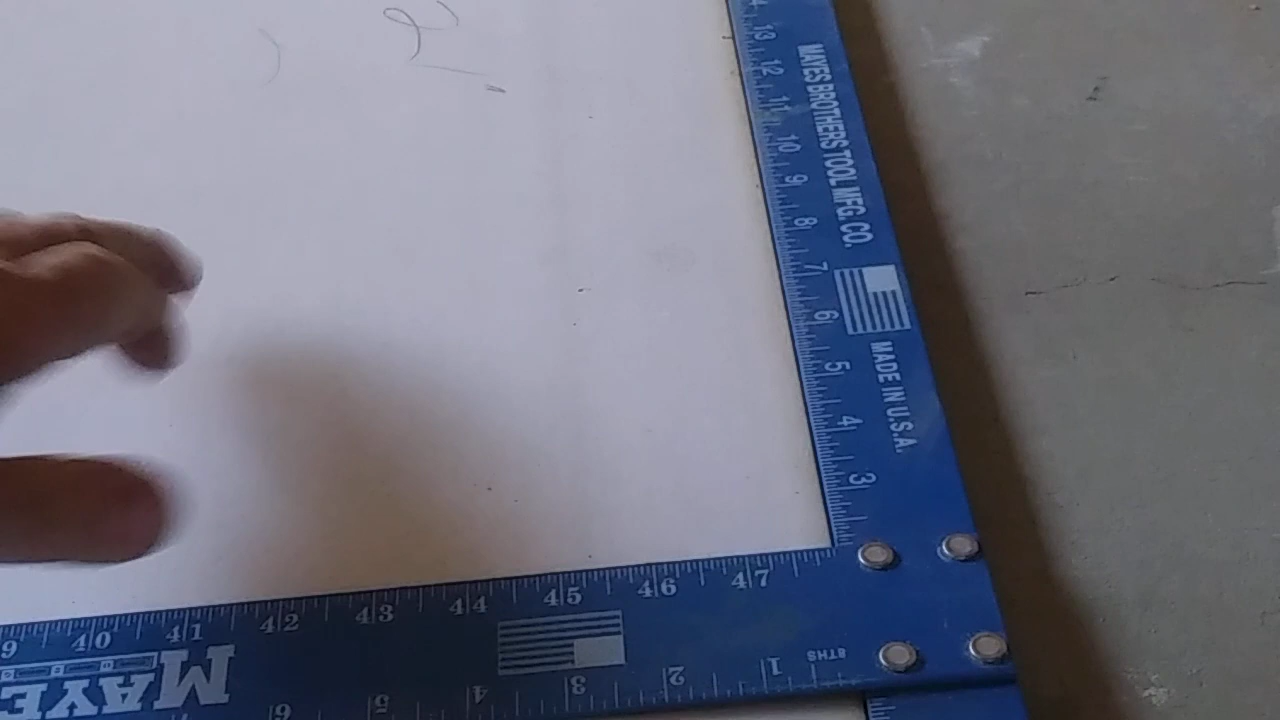 13 12 11 10 9 8 7 6 5 4 3
MAYES BROTHERS TOOL MFG. CO.
MADE IN U.S.A.
40 41 42 43 44 45 46 47
MAYE
6 5 4 3 2 1 8THS